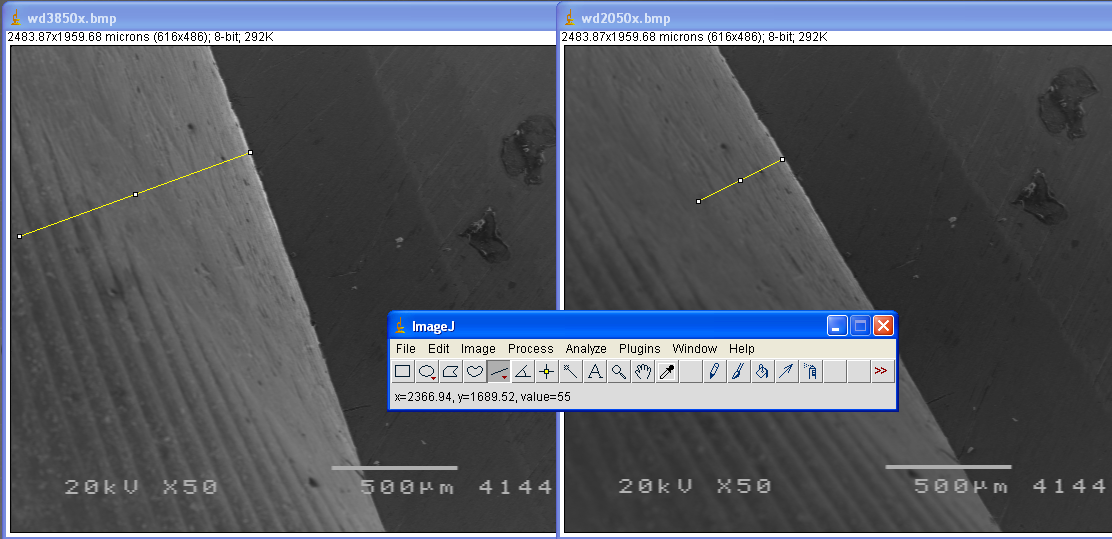 wd3850x.bmp
2483.87x1959.68 microns (616x486); 8-bit; 292K
20kV X50 500µm 4144
wd2050x.bmp
2483.87x1959.68 microns (616x486); 8-bit; 292K
20kV X50 500µm 4144
ImageJ
File Edit Image Process Analyze Plugins Window Help
A >>
x=2366.94, y=1689.52, value=55